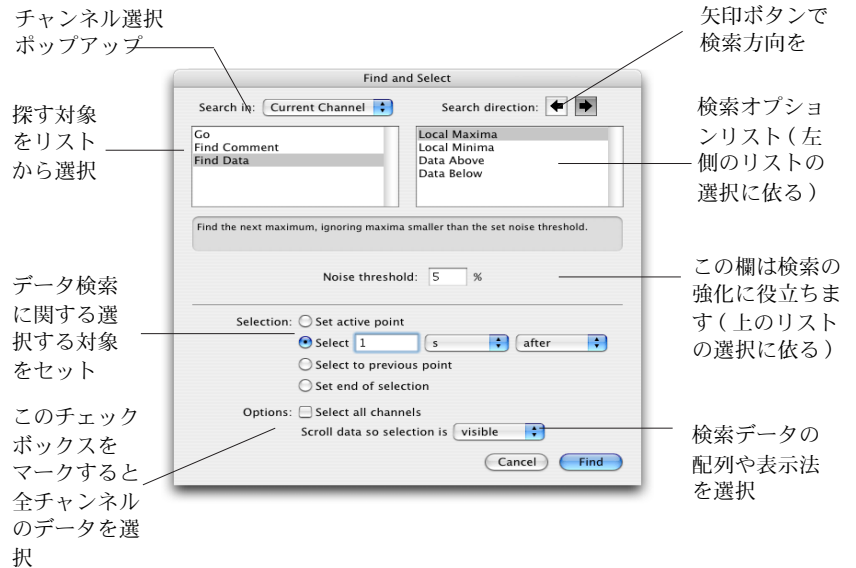 チャンネル選択
ポップアップ
矢印ボタンで
検索方向を
Find and Select
Search in: Current Channel
Search direction:
探す対象
をリスト
から選択
Go
Find Comment
Find Data
Local Maxima
Local Minima
Data Above
Data Below
検索オプショ
ンリスト ( 左
側のリストの
選択に依る )
Find the next maximum, ignoring maxima smaller than the set noise threshold.
Noise threshold: 5 %
この欄は検索の
強化に役立ちま
す ( 上のリスト
の選択に依る )
データ検索
に関する選
択する対象
をセット
Selection: Set active point
Select 1 s after
Select to previous point
Set end of selection
Options: Select all channels
Scroll data so selection is visible
Cancel Find
このチェック
ボックスを
マークすると
全チャンネル
のデータを選
択
検索データの
配列や表示法
を選択